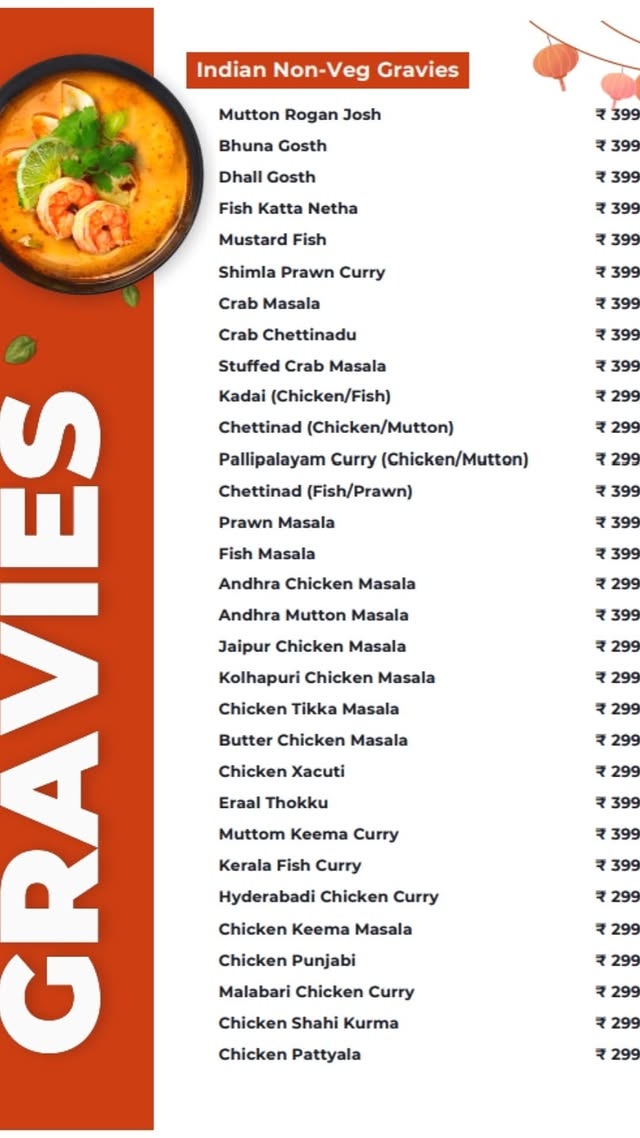 Indian Non-Veg Gravies
Mutton Rogan Josh ₹ 399
Bhuna Gosth ₹ 399
Dhall Gosth ₹ 399
Fish Katta Netha ₹ 399
Mustard Fish ₹ 399
Shimla Prawn Curry ₹ 399
Crab Masala ₹ 399
Crab Chettinadu ₹ 399
Stuffed Crab Masala ₹ 399
Kadai (Chicken/Fish) ₹ 299
Chettinad (Chicken/Mutton) ₹ 299
Pallipalayam Curry (Chicken/Mutton) ₹ 299
Chettinad (Fish/Prawn) ₹ 399
Prawn Masala ₹ 399
Fish Masala ₹ 399
Andhra Chicken Masala ₹ 299
Andhra Mutton Masala ₹ 399
Jaipur Chicken Masala ₹ 299
Kolhapuri Chicken Masala ₹ 299
Chicken Tikka Masala ₹ 299
Butter Chicken Masala ₹ 299
Chicken Xacuti ₹ 299
Eraal Thokku ₹ 399
Muttom Keema Curry ₹ 399
Kerala Fish Curry ₹ 399
Hyderabadi Chicken Curry ₹ 299
Chicken Keema Masala ₹ 299
Chicken Punjabi ₹ 299
Malabari Chicken Curry ₹ 299
Chicken Shahi Kurma ₹ 299
Chicken Pattyala ₹ 299
GRAVIES